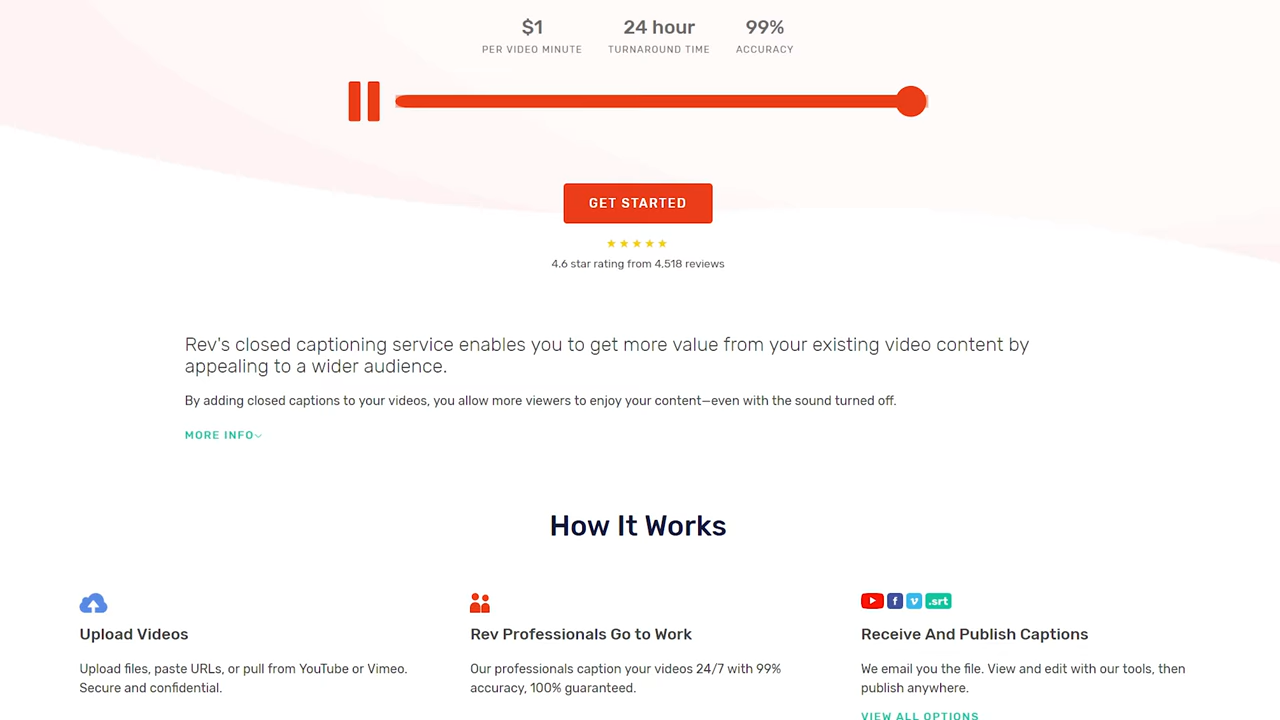 $1 24 hour 99%
PER VIDEO MINUTE TURNAROUND TIME ACCURACY
GET STARTED
4.6 star rating from 4,518 reviews
Rev's closed captioning service enables you to get more value from your existing video content by
appealing to a wider audience.
By adding closed captions to your videos, you allow more viewers to enjoy your content—even with the sound turned off.
MORE INFO
How It Works
f v .srt
Upload Videos
Upload files, paste URLs, or pull from YouTube or Vimeo.
Secure and confidential.
Rev Professionals Go to Work
Our professionals caption your videos 24/7 with 99%
accuracy, 100% guaranteed.
Receive And Publish Captions
We email you the file. View and edit with our tools, then
publish anywhere.
VIEW ALL OPTIONS